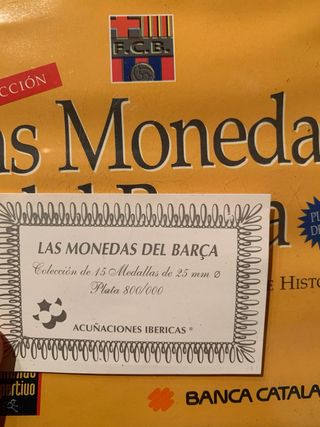 F.C.B.
CCIÓN
as Moneda
LAS MONEDAS DEL BARÇA
Colección de 15 Medallas de 25 mm Ø
Plata 800/000
ACUÑACIONES IBERICAS ®
E HISTO
BANCA CATALA